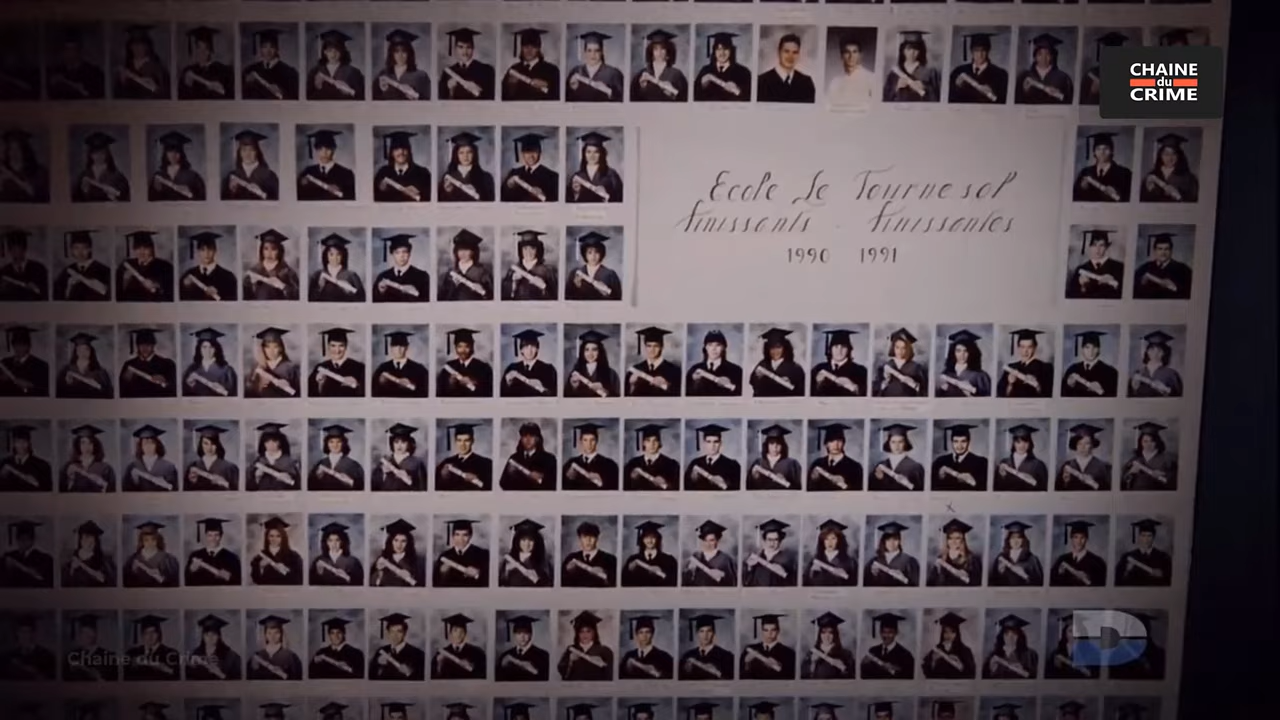 CHAINE
du
CRIME
Ecole Le Tournesol
Finissants - Finissantes
1990 1991
Chaine du Crime
D